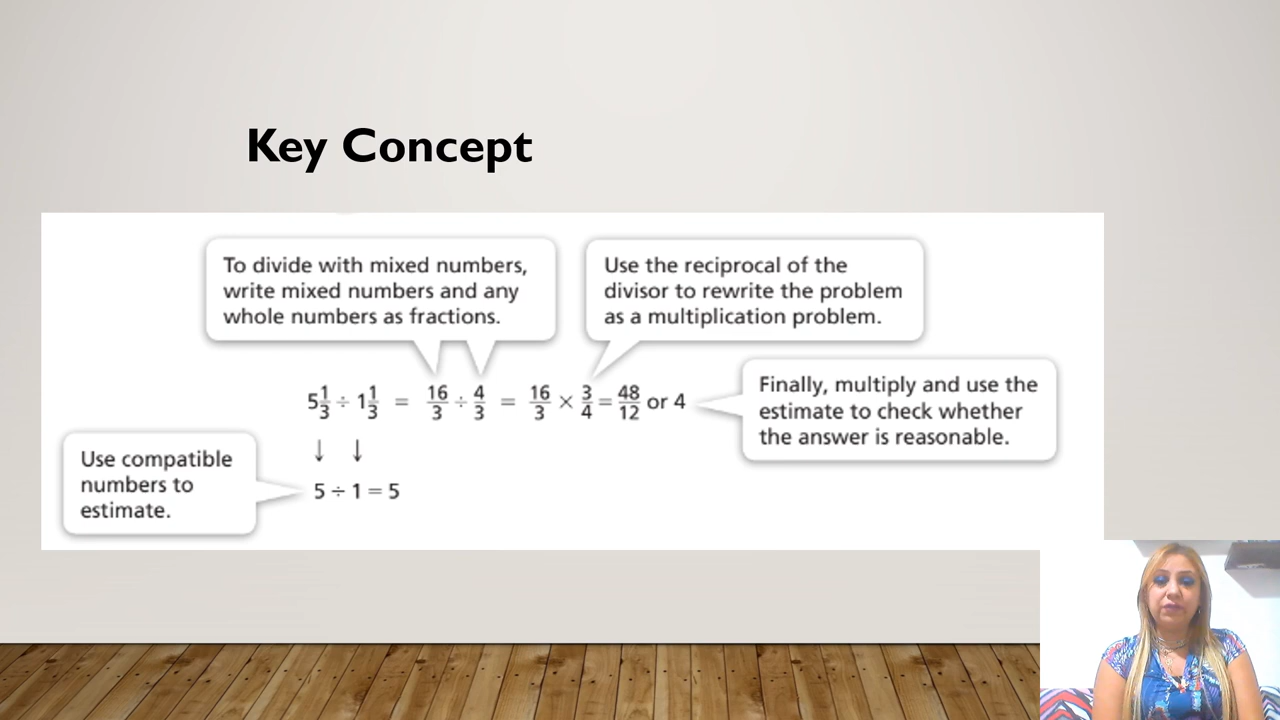 Key Concept
To divide with mixed numbers,
write mixed numbers and any
whole numbers as fractions.
Use the reciprocal of the
divisor to rewrite the problem
as a multiplication problem.
5 1/3 ÷ 1 1/3 = 16/3 ÷ 4/3 = 16/3 × 3/4 = 48/12 or 4
Finally, multiply and use the
estimate to check whether
the answer is reasonable.
↓ ↓
Use compatible
numbers to
estimate.
5 ÷ 1 = 5